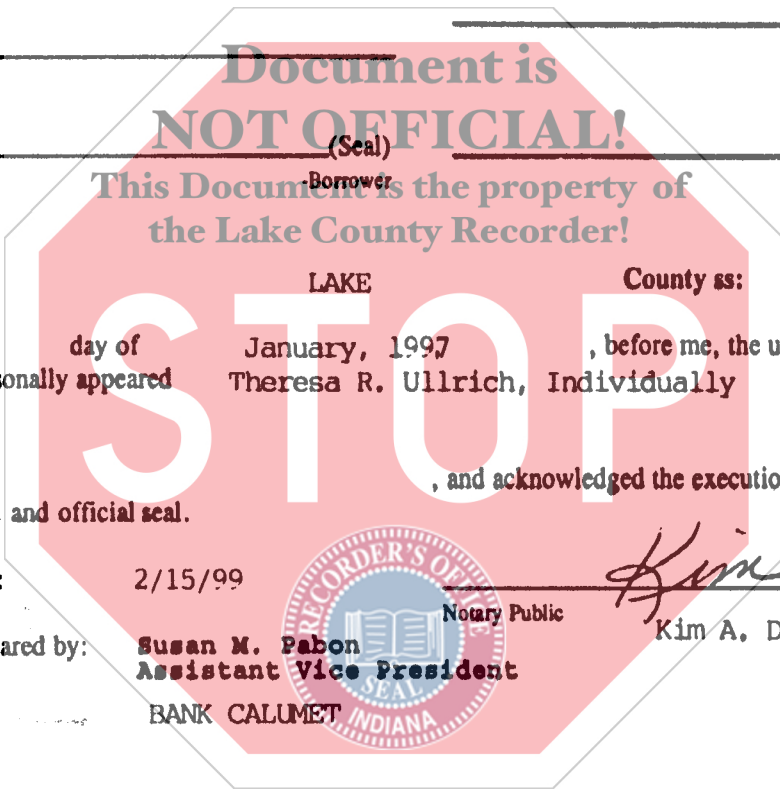 Document is
NOT OFFICIAL!
(Seal)
-Borrower
This Document is the property of
the Lake County Recorder!
LAKE County ss:
STOP
day of January, 1997 , before me, the u
sonally appeared Theresa R. Ullrich, Individually
, and acknowledged the executio
and official seal.
: 2/15/99
Kim
Notary Public
Kim A. D
ared by: Susan M. Pabon
Assistant Vice President
BANK CALUMET
RECORDER'S OFFICE
SEAL
INDIANA